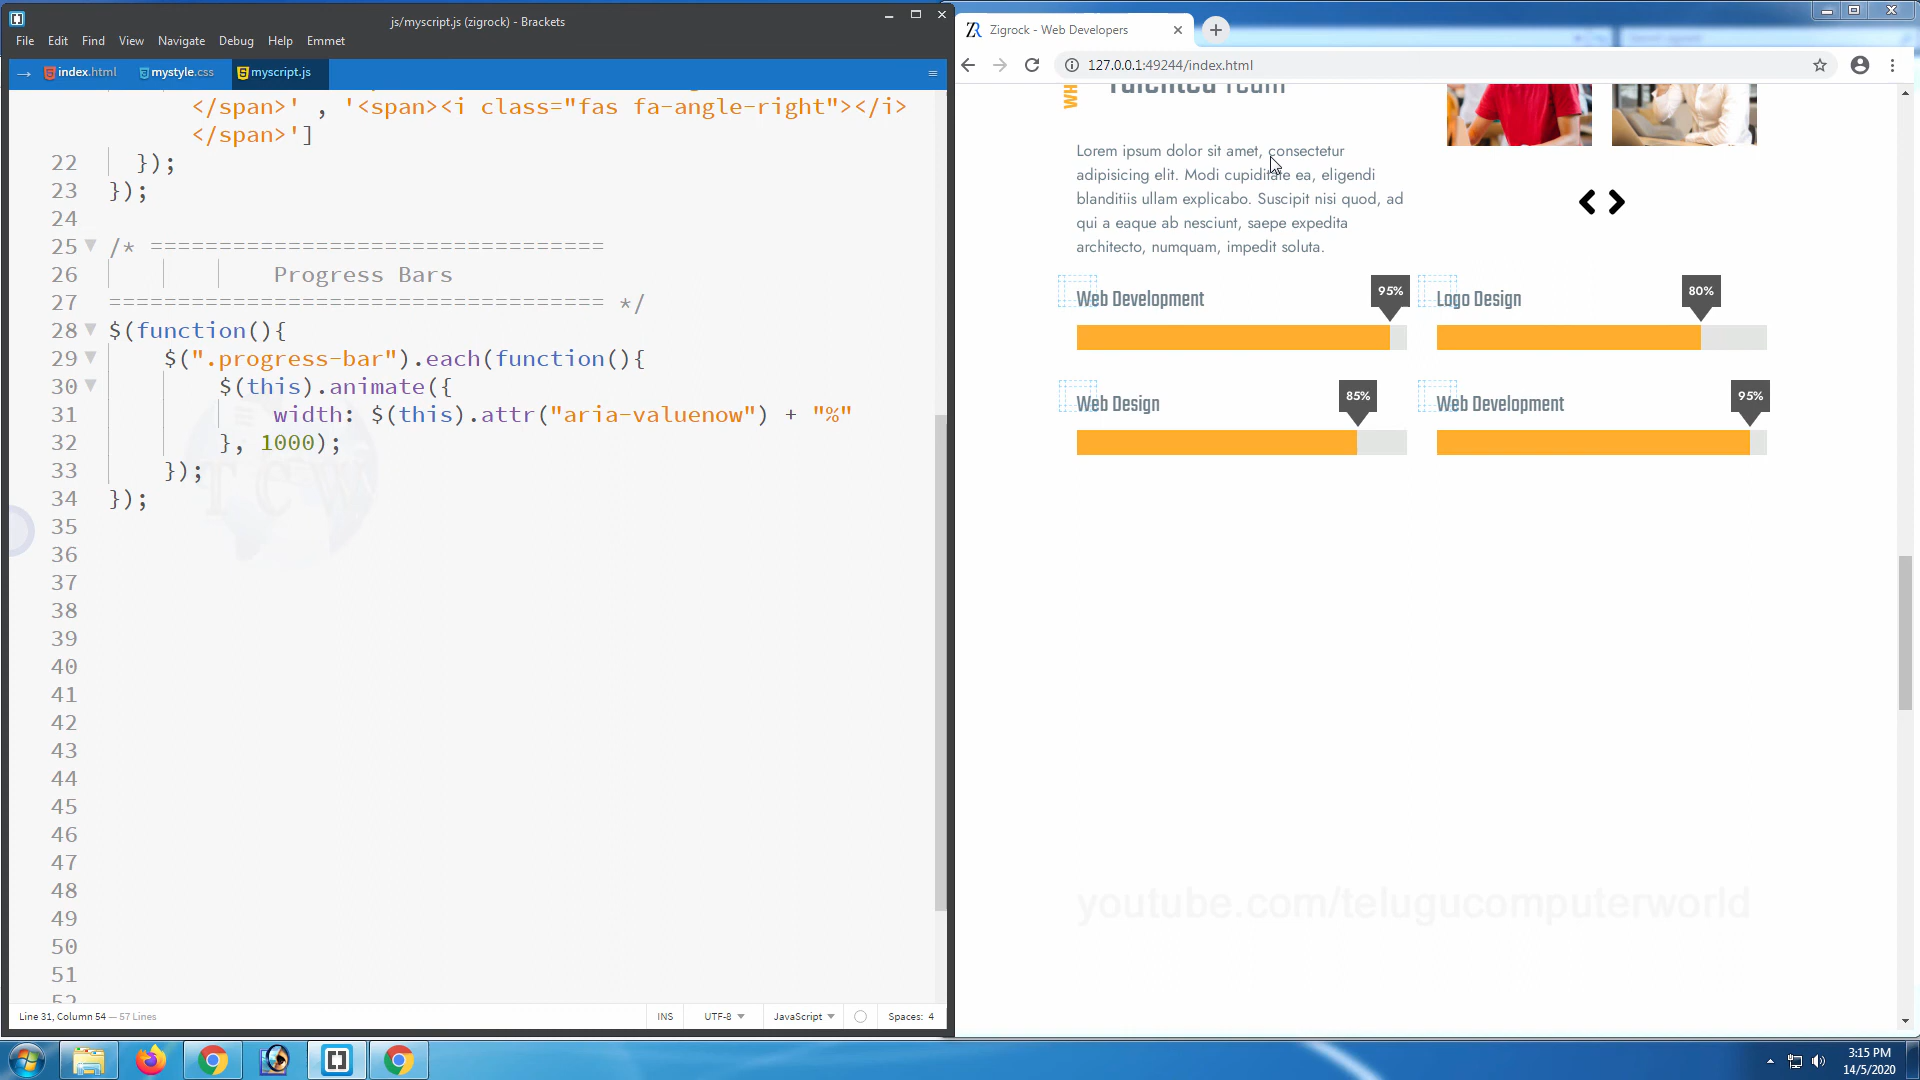 js/myscript.js (zigrock) - Brackets
File Edit Find View Navigate Debug Help Emmet
index.html mystyle.css myscript.js
</span>' , '<span><i class="fas fa-angle-right"></i>
</span>']
22 });
23 });
24
25 /* =================================
26 Progress Bars
27 ==================================== */
28 $(function(){
29 $(".progress-bar").each(function(){
30 $(this).animate({
31 width: $(this).attr("aria-valuenow") + "%"
32 }, 1000);
33 });
34 });
35
36
37
38
39
40
41
42
43
44
45
46
47
48
49
50
51
52
Line 31, Column 54 — 57 Lines
INS UTF-8 JavaScript Spaces: 4
Zigrock - Web Developers
127.0.0.1:49244/index.html
WH
Talented Team
Lorem ipsum dolor sit amet, consectetur
adipisicing elit. Modi cupiditate ea, eligendi
blanditiis ullam explicabo. Suscipit nisi quod, ad
qui a eaque ab nesciunt, saepe expedita
architecto, numquam, impedit soluta.
Web Development 95%
Logo Design 80%
Web Design 85%
Web Development 95%
youtube.com/telugucomputerworld
Tew
3:15 PM
14/5/2020